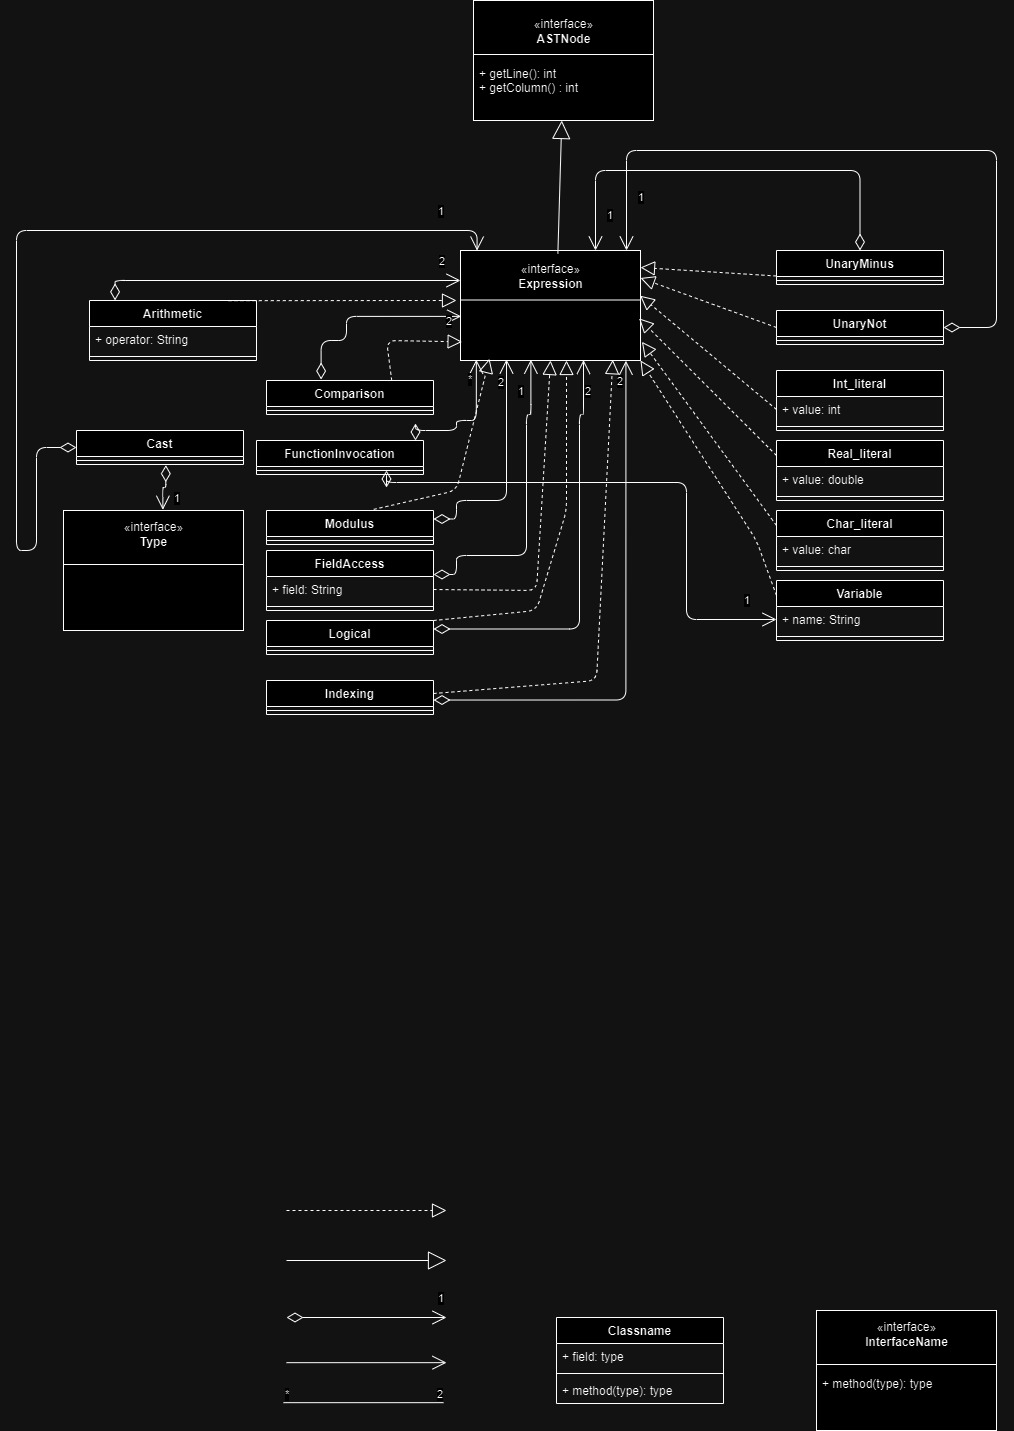 «interface»
ASTNode
+ getLine(): int
+ getColumn() : int
1
1
1
2
«interface»
Expression
UnaryMinus
Arithmetic
+ operator: String
2
UnaryNot
Comparison
*
2
1
2
2
Int_literal
+ value: int
Cast
FunctionInvocation
Real_literal
+ value: double
1
«interface»
Type
Modulus
Char_literal
+ value: char
FieldAccess
+ field: String
Variable
+ name: String
1
Logical
Indexing
1
*
2
Classname
+ field: type
+ method(type): type
«interface»
InterfaceName
+ method(type): type